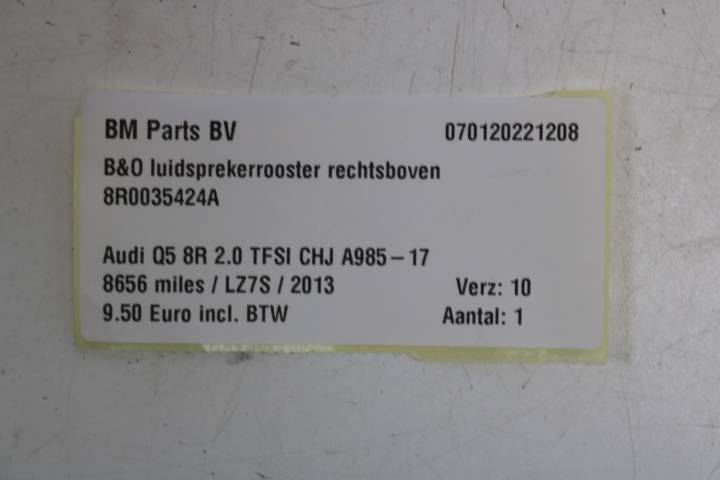 BM Parts BV 070120221208
B&O luidsprekerrooster rechtsboven
8R0035424A
Audi Q5 8R 2.0 TFSI CHJ A985-17
8656 miles / LZ7S / 2013 Verz: 10
9.50 Euro incl. BTW Aantal: 1